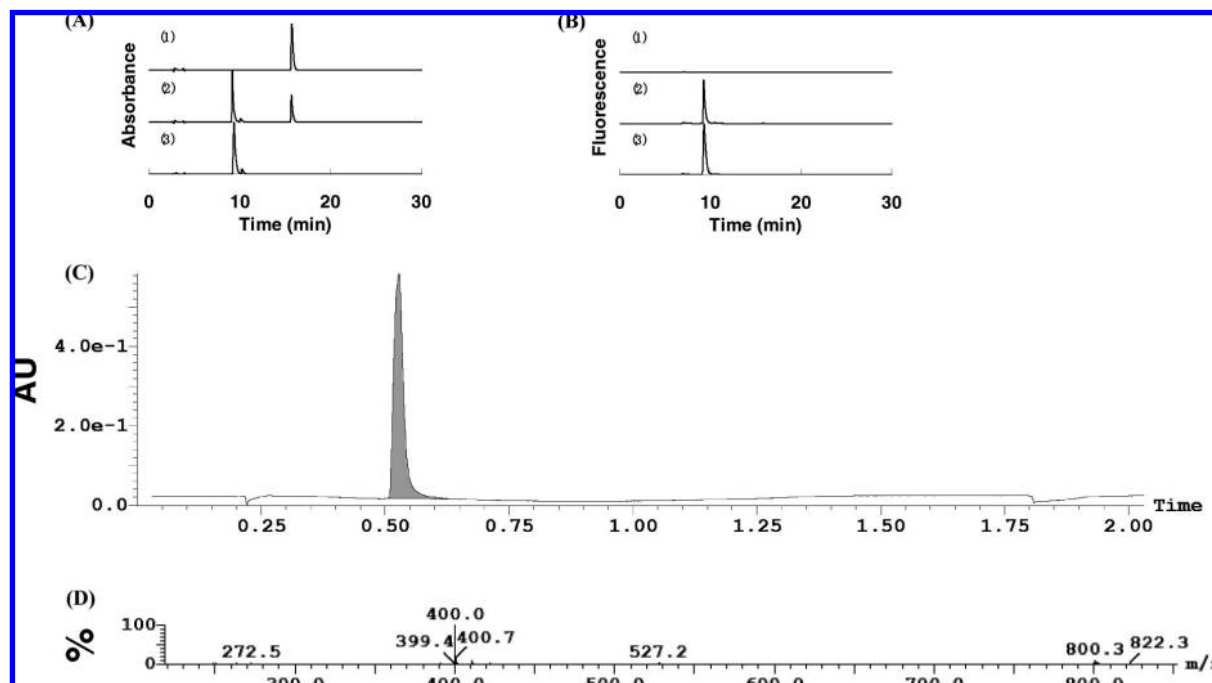 (A)
(1)
(2)
(3)
Absorbance
0 10 20 30
Time (min)
(B)
(1)
(2)
(3)
Fluorescence
0 10 20 30
Time (min)
(C)
AU
4.0e-1
2.0e-1
0.0
0.25 0.50 0.75 1.00 1.25 1.50 1.75 2.00
Time
(D)
%
100
0
272.5
399.4
400.0
400.7
527.2
800.3
822.3